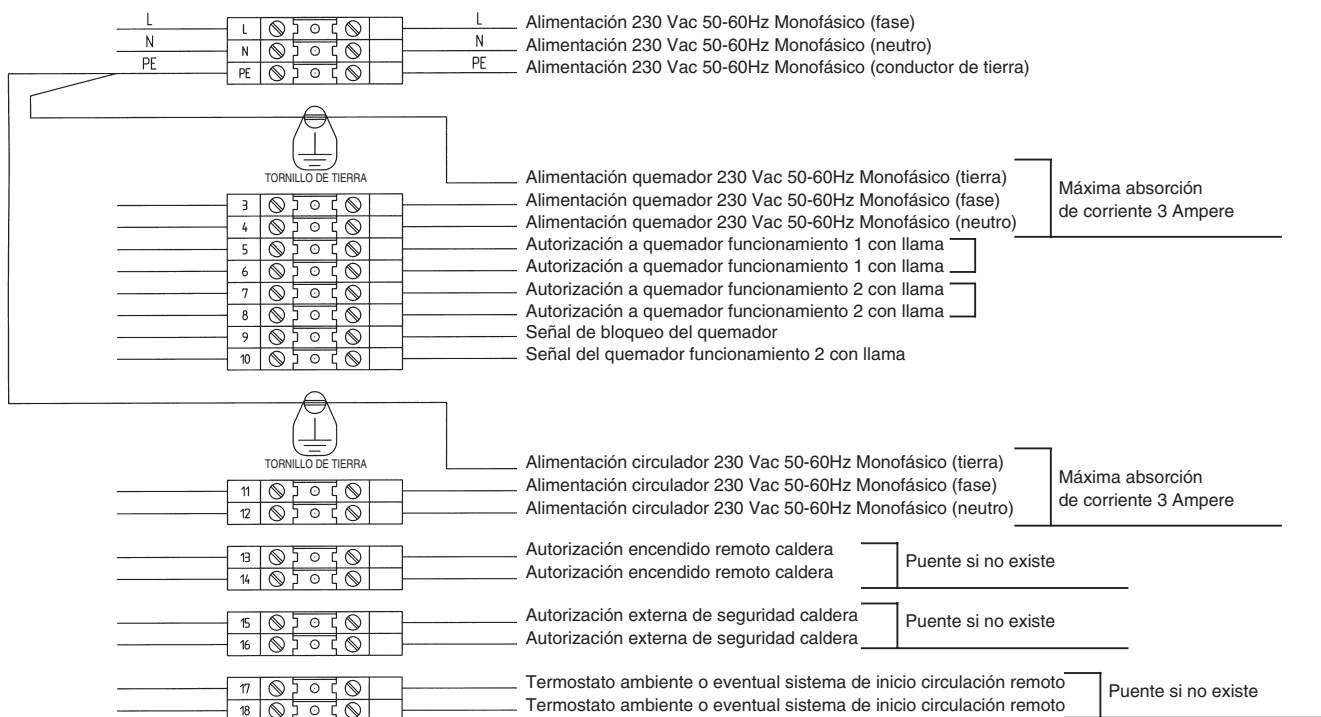 L L L Alimentación 230 Vac 50-60Hz Monofásico (fase)
N N N Alimentación 230 Vac 50-60Hz Monofásico (neutro)
PE PE PE Alimentación 230 Vac 50-60Hz Monofásico (conductor de tierra)
TORNILLO DE TIERRA
Alimentación quemador 230 Vac 50-60Hz Monofásico (tierra)
3 Alimentación quemador 230 Vac 50-60Hz Monofásico (fase)
4 Alimentación quemador 230 Vac 50-60Hz Monofásico (neutro)
Máxima absorción
de corriente 3 Ampere
5 Autorización a quemador funcionamiento 1 con llama
6 Autorización a quemador funcionamiento 1 con llama
7 Autorización a quemador funcionamiento 2 con llama
8 Autorización a quemador funcionamiento 2 con llama
9 Señal de bloqueo del quemador
10 Señal del quemador funcionamiento 2 con llama
TORNILLO DE TIERRA
Alimentación circulador 230 Vac 50-60Hz Monofásico (tierra)
11 Alimentación circulador 230 Vac 50-60Hz Monofásico (fase)
12 Alimentación circulador 230 Vac 50-60Hz Monofásico (neutro)
Máxima absorción
de corriente 3 Ampere
13 Autorización encendido remoto caldera
14 Autorización encendido remoto caldera
Puente si no existe
15 Autorización externa de seguridad caldera
16 Autorización externa de seguridad caldera
Puente si no existe
17 Termostato ambiente o eventual sistema de inicio circulación remoto
18 Termostato ambiente o eventual sistema de inicio circulación remoto
Puente si no existe